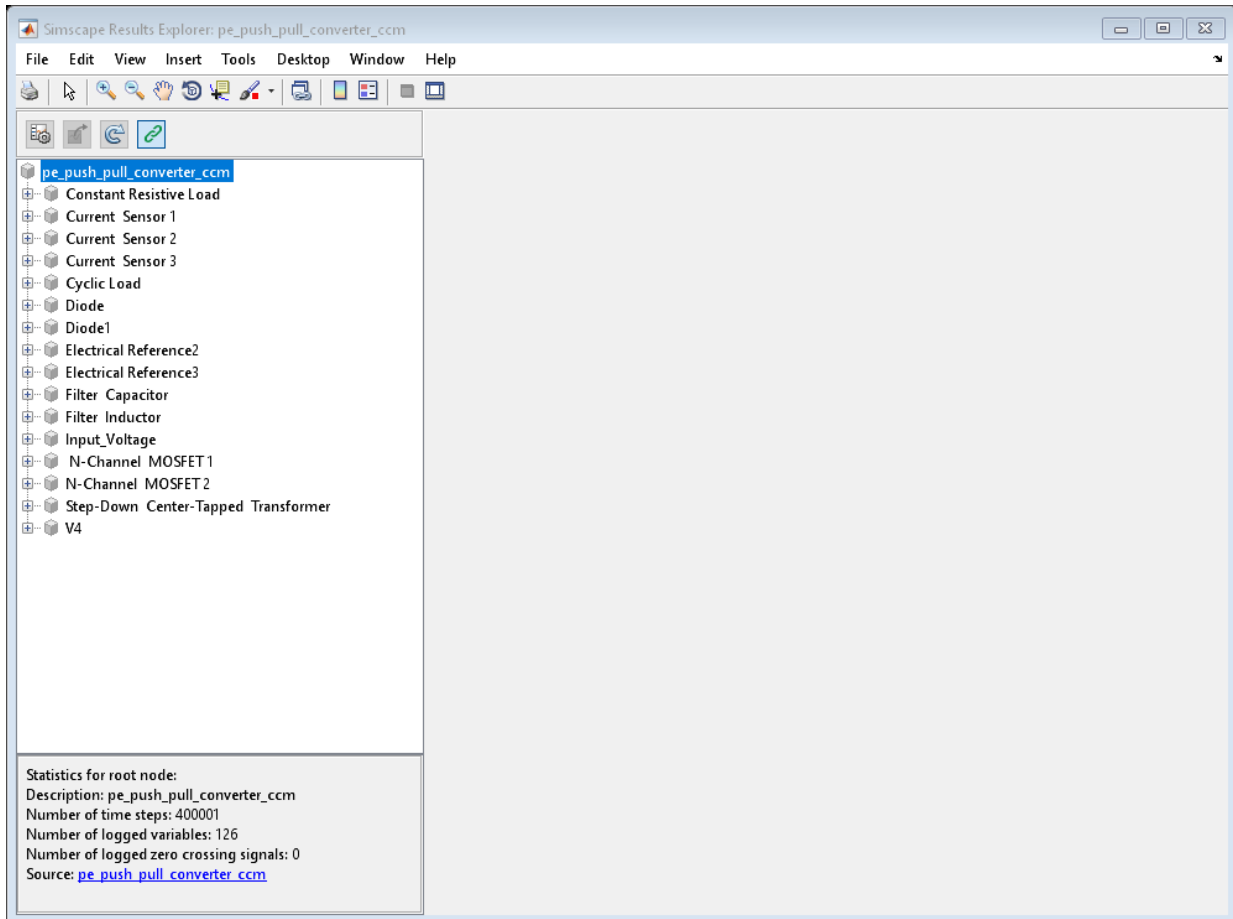 Simscape Results Explorer: pe_push_pull_converter_ccm
File Edit View Insert Tools Desktop Window Help
pe_push_pull_converter_ccm
Constant Resistive Load
Current Sensor 1
Current Sensor 2
Current Sensor 3
Cyclic Load
Diode
Diode1
Electrical Reference2
Electrical Reference3
Filter Capacitor
Filter Inductor
Input_Voltage
N-Channel MOSFET 1
N-Channel MOSFET 2
Step-Down Center-Tapped Transformer
V4
Statistics for root node:
Description: pe_push_pull_converter_ccm
Number of time steps: 400001
Number of logged variables: 126
Number of logged zero crossing signals: 0
Source: pe_push_pull_converter_ccm